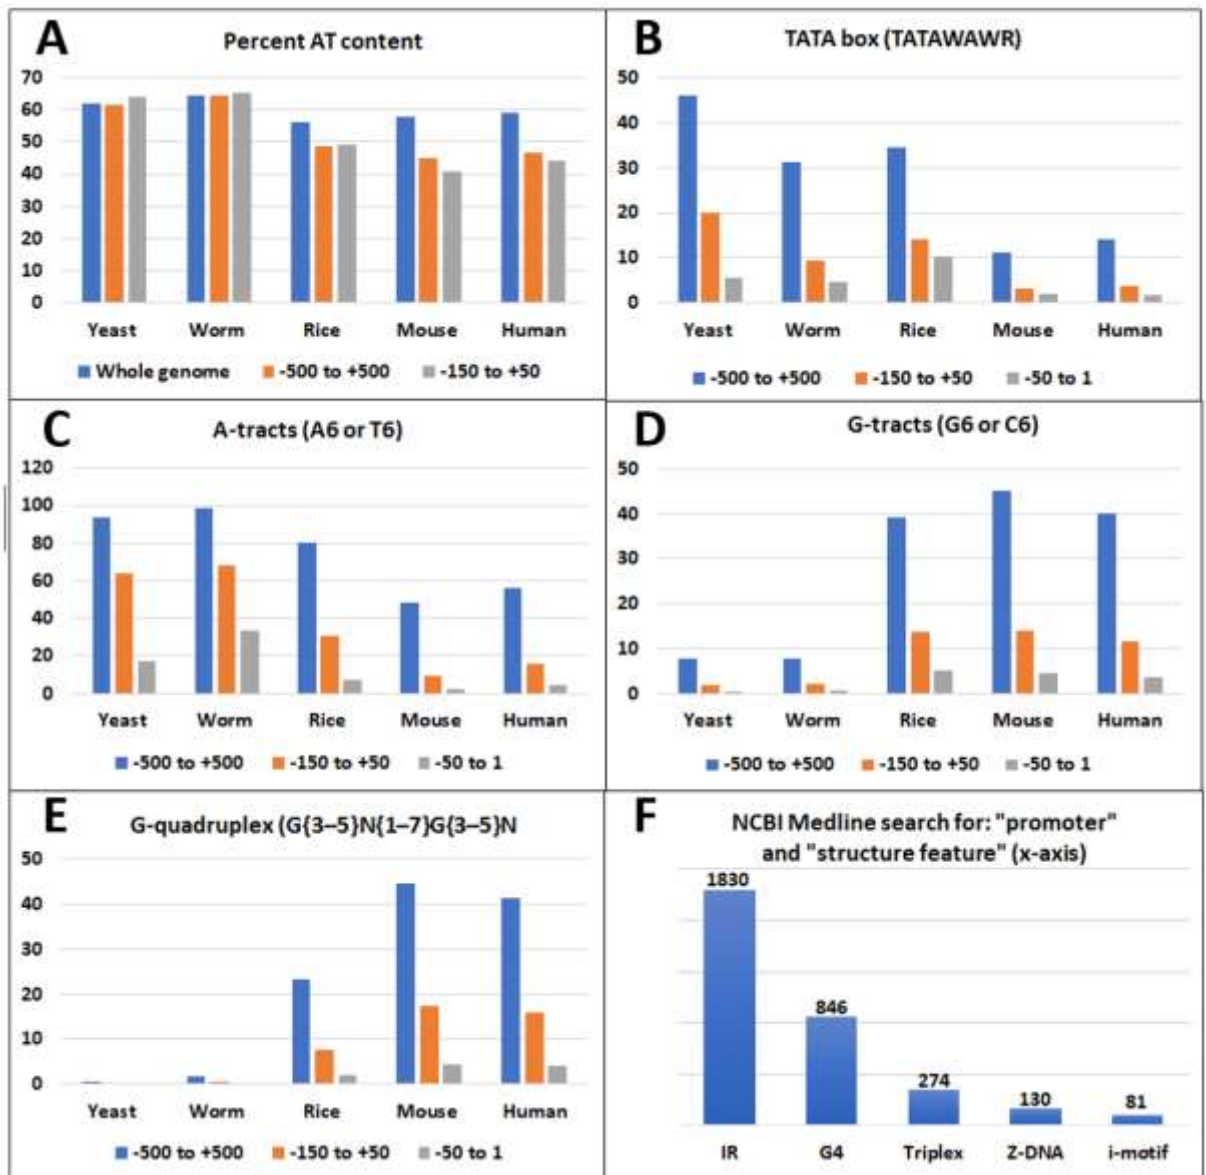 A
Percent AT content
70
60
50
40
30
20
10
0
Yeast Worm Rice Mouse Human
Whole genome -500 to +500 -150 to +50
B
TATA box (TATAWAWR)
50
40
30
20
10
0
Yeast Worm Rice Mouse Human
-500 to +500 -150 to +50 -50 to 1
C
A-tracts (A6 or T6)
120
100
80
60
40
20
0
Yeast Worm Rice Mouse Human
-500 to +500 -150 to +50 -50 to 1
D
G-tracts (G6 or C6)
50
40
30
20
10
0
Yeast Worm Rice Mouse Human
-500 to +500 -150 to +50 -50 to 1
E
G-quadruplex (G{3–5}N{1–7}G{3–5}N
50
40
30
20
10
0
Yeast Worm Rice Mouse Human
-500 to +500 -150 to +50 -50 to 1
F
NCBI Medline search for: "promoter"
and "structure feature" (x-axis)
1830
846
274
130
81
IR G4 Triplex Z-DNA i-motif